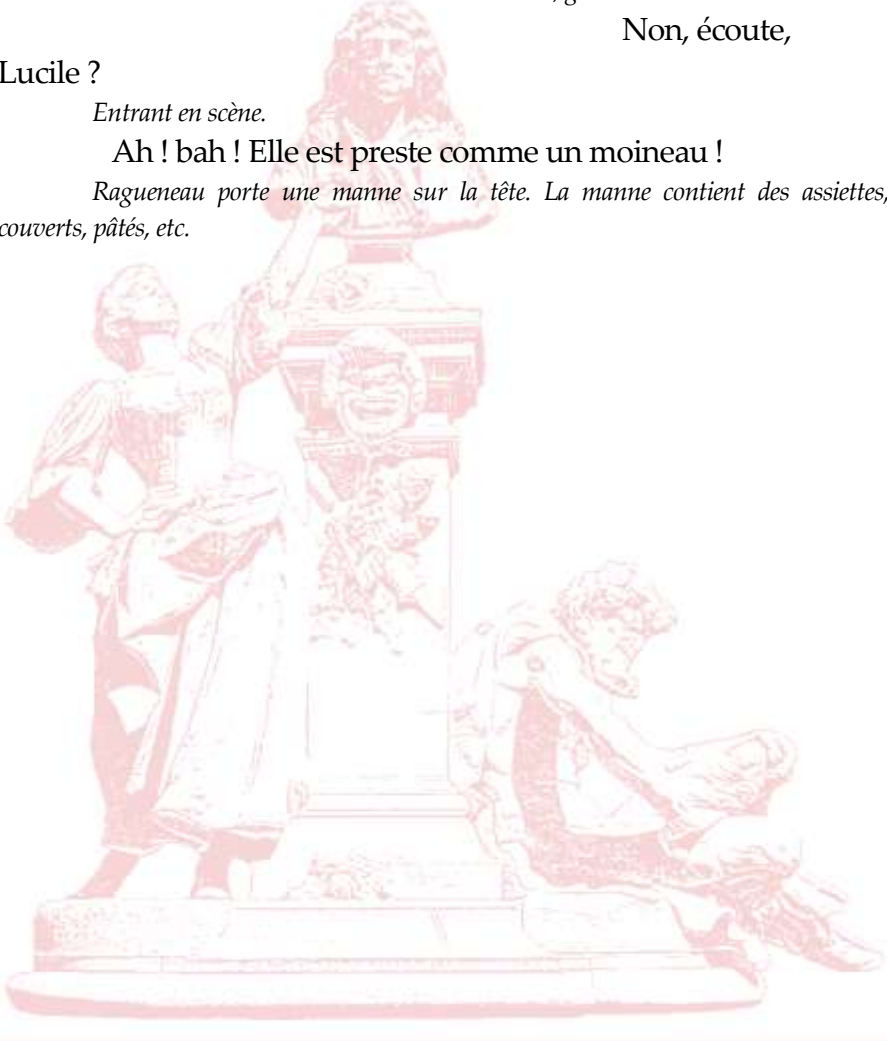 Non, écoute,
Lucile ?
Entrant en scène.
Ah ! bah ! Elle est preste comme un moineau !
Ragueneau porte une manne sur la tête. La manne contient des assiettes,
couverts, pâtés, etc.